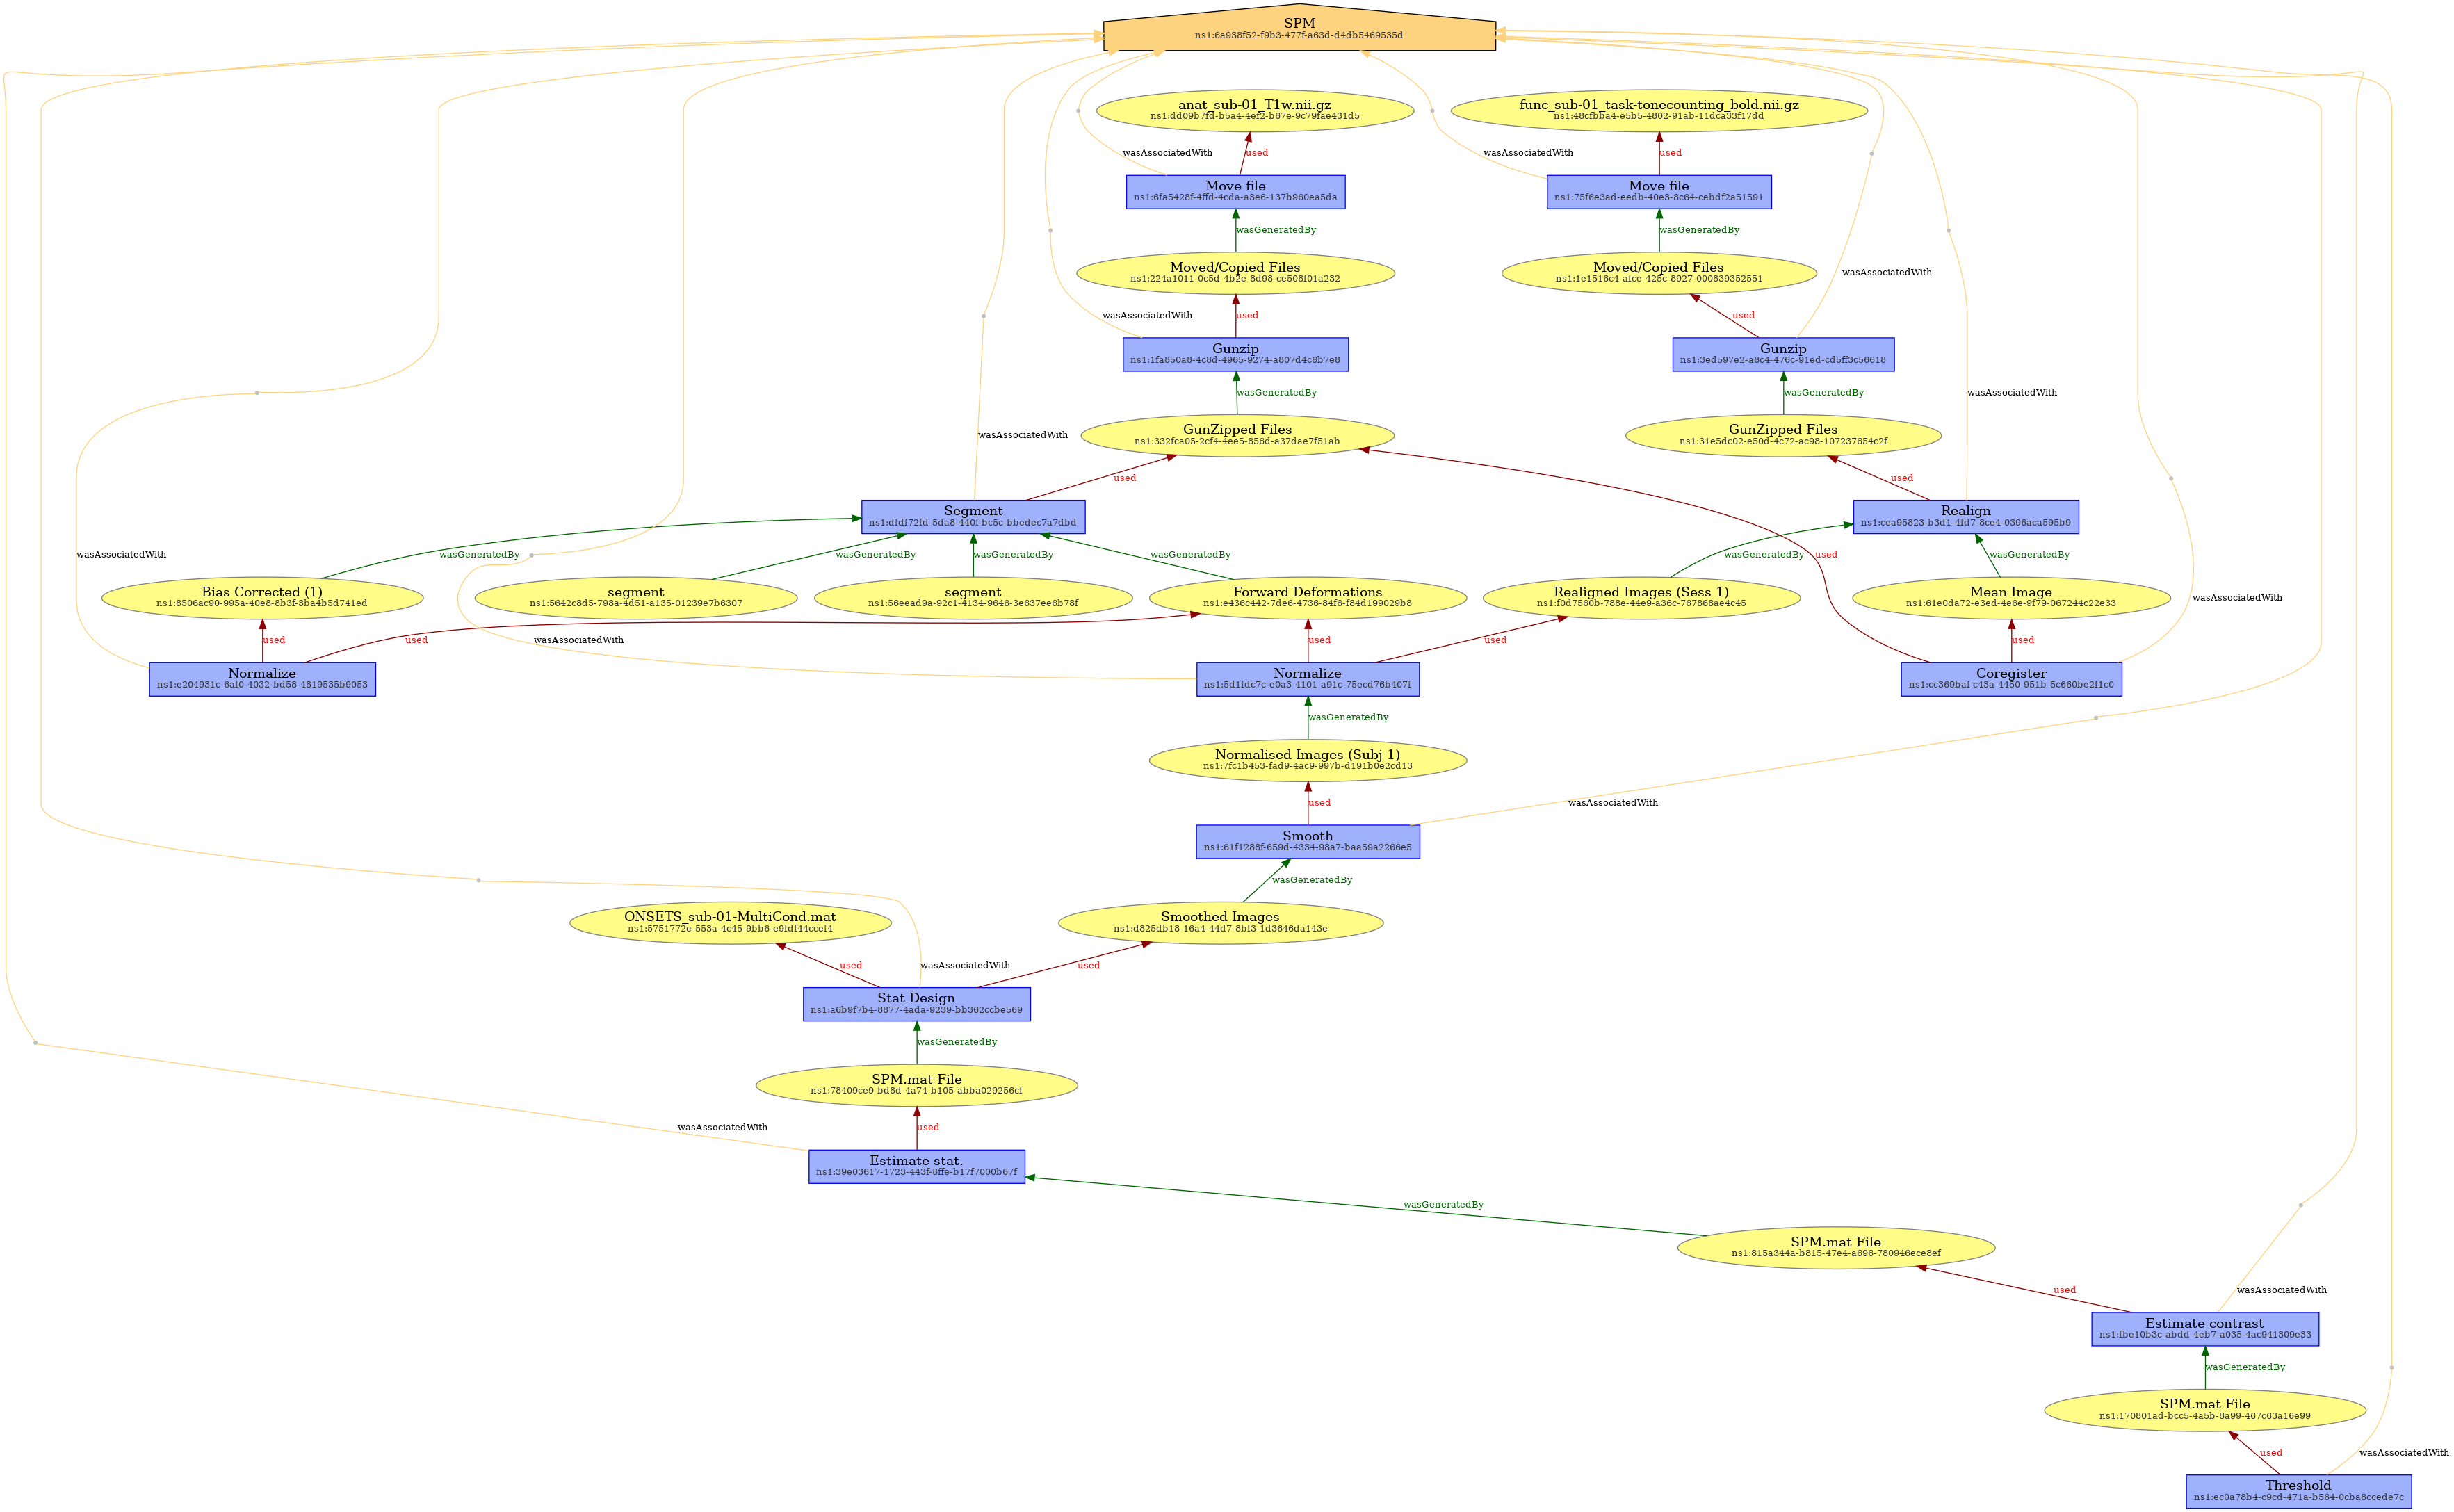 SPM
ns1:6a938f52-f9b3-477f-a63d-d4db5469535d
anat_sub-01_T1w.nii.gz
ns1:dd09b7fd-b5a4-4ef2-b67e-9c79fae431d5
func_sub-01_task-tonecounting_bold.nii.gz
ns1:48cfbba4-e5b5-4802-91ab-11dca33f17dd
wasAssociatedWith
used
wasAssociatedWith
used
Move file
ns1:6fa5428f-4ffd-4cda-a3e6-137b960ea5da
Move file
ns1:75f6e3ad-eedb-40e3-8c64-cebdf2a51591
wasGeneratedBy
wasGeneratedBy
Moved/Copied Files
ns1:224a1011-0c5d-4b2e-8d98-ce508f01a232
Moved/Copied Files
ns1:1e1516c4-afce-425c-8927-000839352551
wasAssociatedWith
wasAssociatedWith
used
used
Gunzip
ns1:1fa850a8-4c8d-4965-9274-a807d4c6b7e8
Gunzip
ns1:3ed597e2-a8c4-476c-91ed-cd5ff3c56618
wasGeneratedBy
wasGeneratedBy
wasAssociatedWith
GunZipped Files
ns1:332fca05-2cf4-4ee5-856d-a37dae7f51ab
GunZipped Files
ns1:31e5dc02-e50d-4c72-ac98-107237654c2f
wasAssociatedWith
used
used
Segment
ns1:dfdf72fd-5da8-440f-bc5c-bbedec7a7dbd
Realign
ns1:cea95823-b3d1-4fd7-8ce4-0396aca595b9
wasAssociatedWith
wasGeneratedBy
wasGeneratedBy
wasGeneratedBy
wasGeneratedBy
wasGeneratedBy
used
wasGeneratedBy
Bias Corrected (1)
ns1:8506ac90-995a-40e8-8b3f-3ba4b5d741ed
segment
ns1:5642c8d5-798a-4d51-a135-01239e7b6307
segment
ns1:56eead9a-92c1-4134-9646-3e637ee6b78f
Forward Deformations
ns1:e436c442-7de6-4736-84f6-f84d199029b8
Realigned Images (Sess 1)
ns1:f0d7560b-788e-44e9-a36c-767868ae4c45
Mean Image
ns1:61e0da72-e3ed-4e6e-9f79-067244c22e33
wasAssociatedWith
used
used
wasAssociatedWith
used
used
used
Normalize
ns1:e204931c-6af0-4032-bd58-4819535b9053
Normalize
ns1:5d1fdc7c-e0a3-4101-a91c-75ecd76b407f
Coregister
ns1:cc369baf-c43a-4450-951b-5c660be2f1c0
wasGeneratedBy
Normalised Images (Subj 1)
ns1:7fc1b453-fad9-4ac9-997b-d191b0e2cd13
used
wasAssociatedWith
Smooth
ns1:61f1288f-659d-4334-98a7-baa59a2266e5
wasGeneratedBy
ONSETS_sub-01-MultiCond.mat
ns1:5751772e-553a-4c45-9bb6-e9fdf44ccef4
Smoothed Images
ns1:d825db18-16a4-44d7-8bf3-1d3646da143e
used
wasAssociatedWith
used
Stat Design
ns1:a6b9f7b4-8877-4ada-9239-bb362ccbe569
wasGeneratedBy
SPM.mat File
ns1:78409ce9-bd8d-4a74-b105-abba029256cf
wasAssociatedWith
used
Estimate stat.
ns1:39e03617-1723-443f-8ffe-b17f7000b67f
wasGeneratedBy
SPM.mat File
ns1:815a344a-b815-47e4-a696-780946ece8ef
used
wasAssociatedWith
Estimate contrast
ns1:fbe10b3c-abdd-4eb7-a035-4ac941309e33
wasGeneratedBy
SPM.mat File
ns1:170801ad-bcc5-4a5b-8a99-467c63a16e99
used
wasAssociatedWith
Threshold
ns1:ec0a78b4-c9cd-471a-b564-0cba8ccede7c